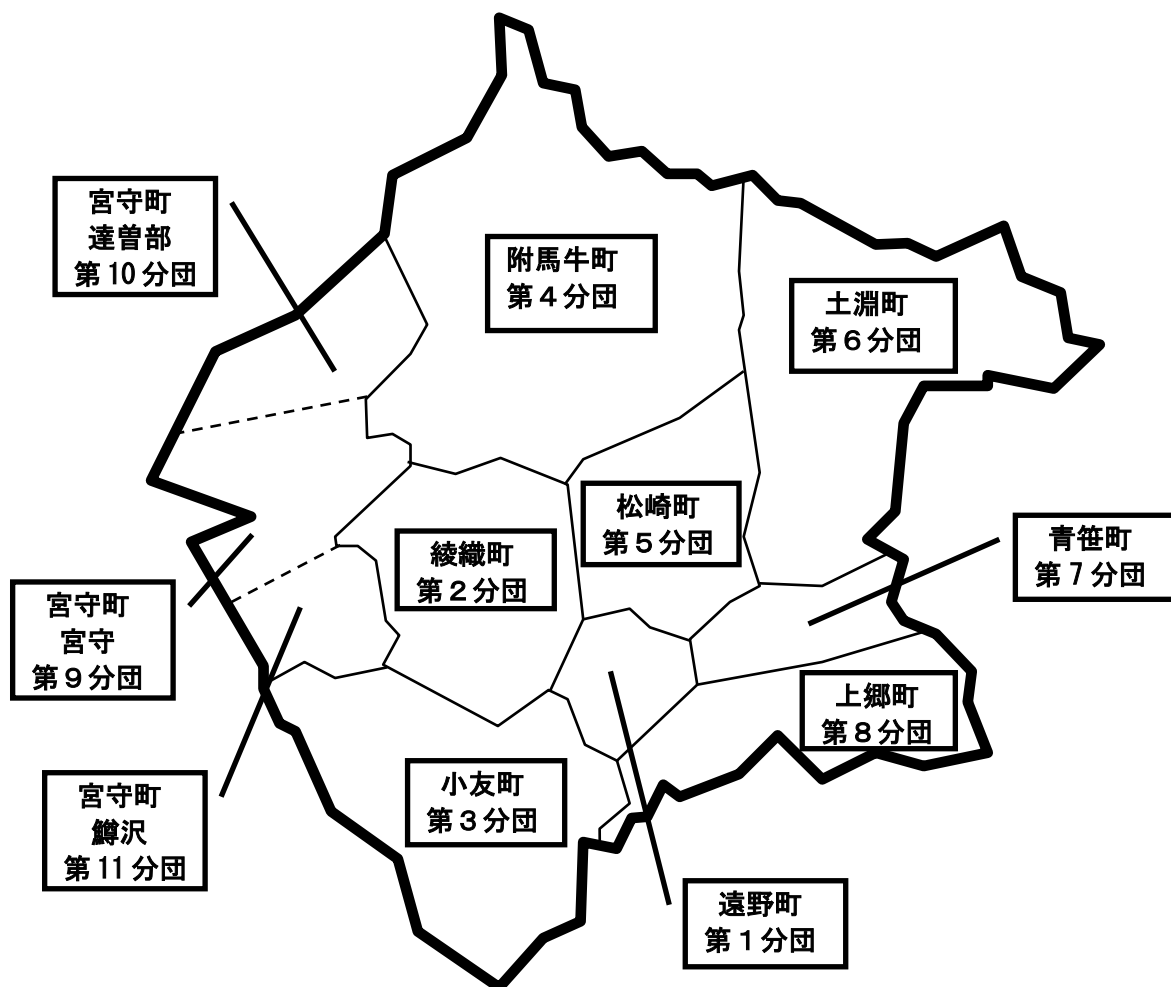 宮守町
達曽部
第10分団
附馬牛町
第４分団
土淵町
第６分団
松崎町
第５分団
綾織町
第２分団
青笹町
第７分団
宮守町
宮守
第９分団
上郷町
第８分団
小友町
第３分団
宮守町
鱒沢
第11分団
遠野町
第１分団